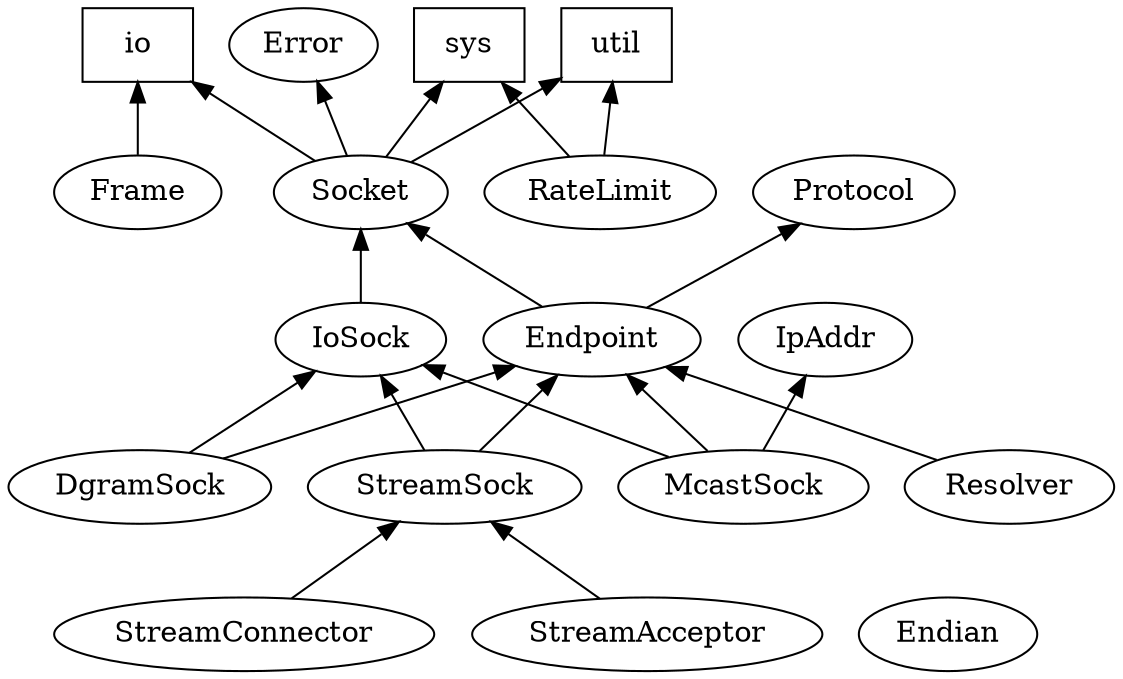 io
Error
sys
util
Frame
Socket
RateLimit
Protocol
IoSock
Endpoint
IpAddr
DgramSock
StreamSock
McastSock
Resolver
StreamConnector
StreamAcceptor
Endian